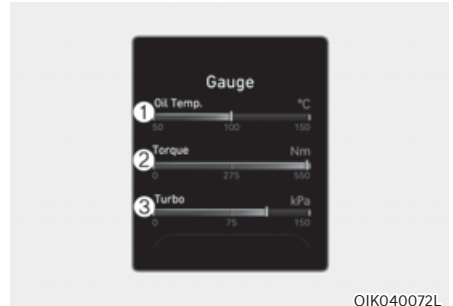 Gauge
① Oil Temp. °C
50 100 150
② Torque Nm
0 275 550
③ Turbo kPa
0 75 150
OIK040072L